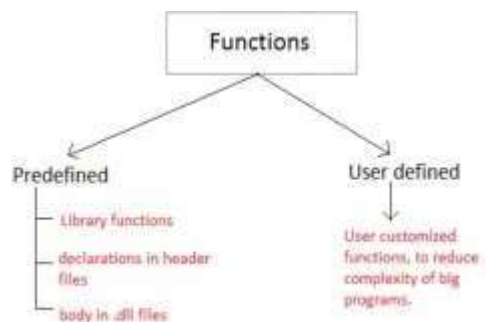 Functions
Predefined
Library functions
declarations in header
files
body in .dll files
User defined
User customized
functions, to reduce
complexity of big
programs.